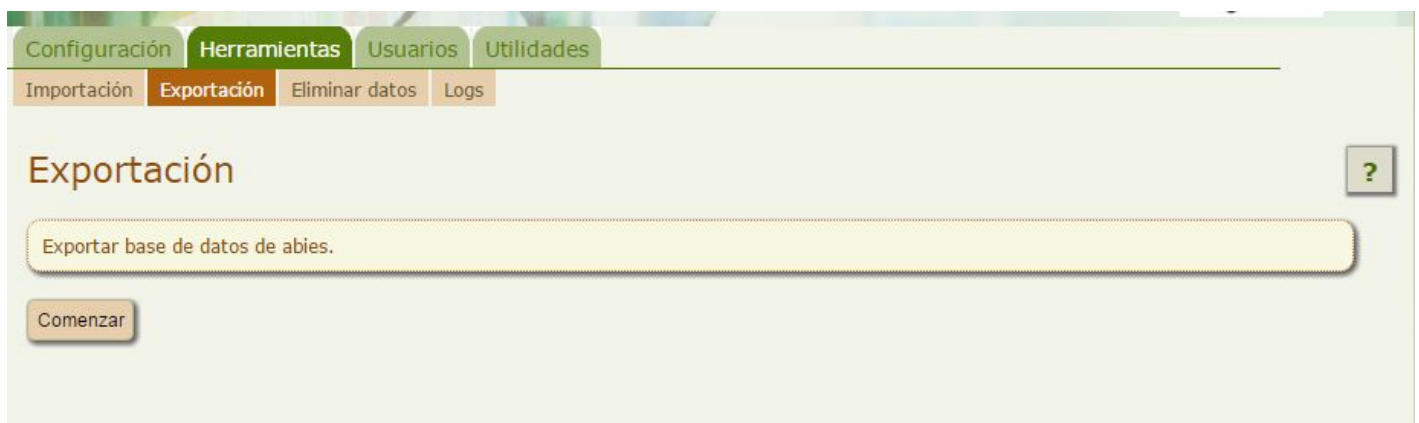 Configuración Herramientas Usuarios Utilidades
Importación Exportación Eliminar datos Logs
Exportación
?
Exportar base de datos de abies.
Comenzar